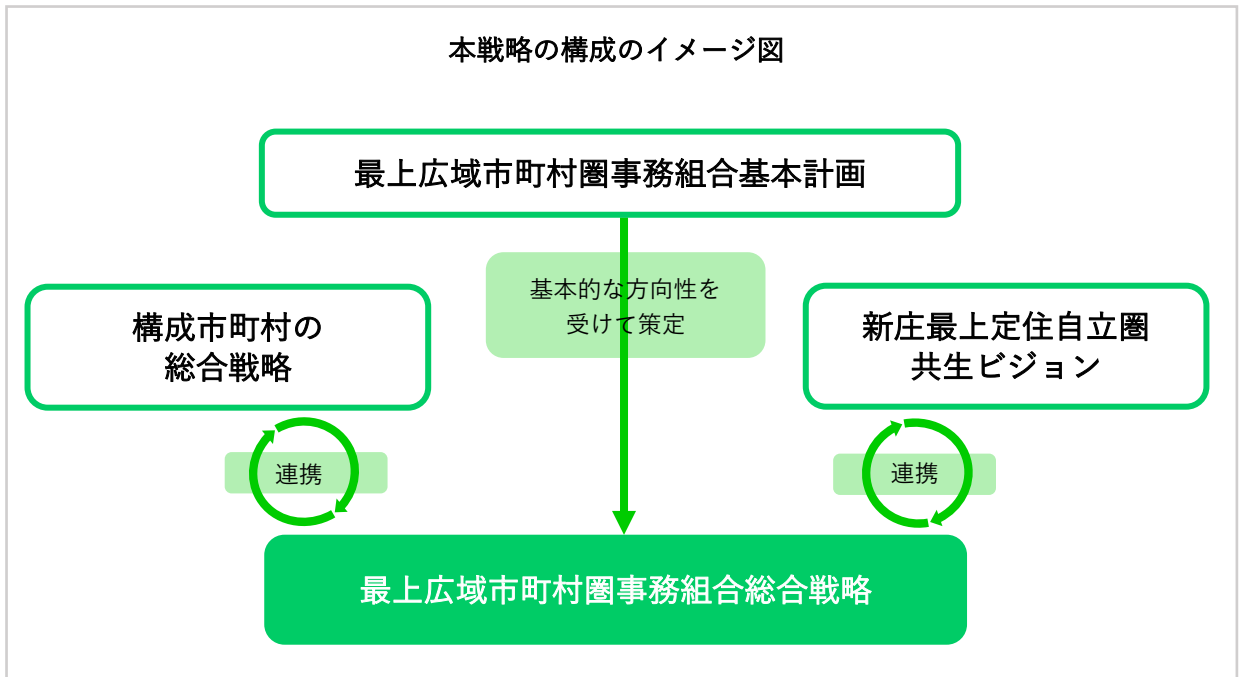 本戦略の構成のイメージ図
最上広域市町村圏事務組合基本計画
基本的な方向性を
受けて策定
構成市町村の
総合戦略
新庄最上定住自立圏
共生ビジョン
連携
連携
最上広域市町村圏事務組合総合戦略